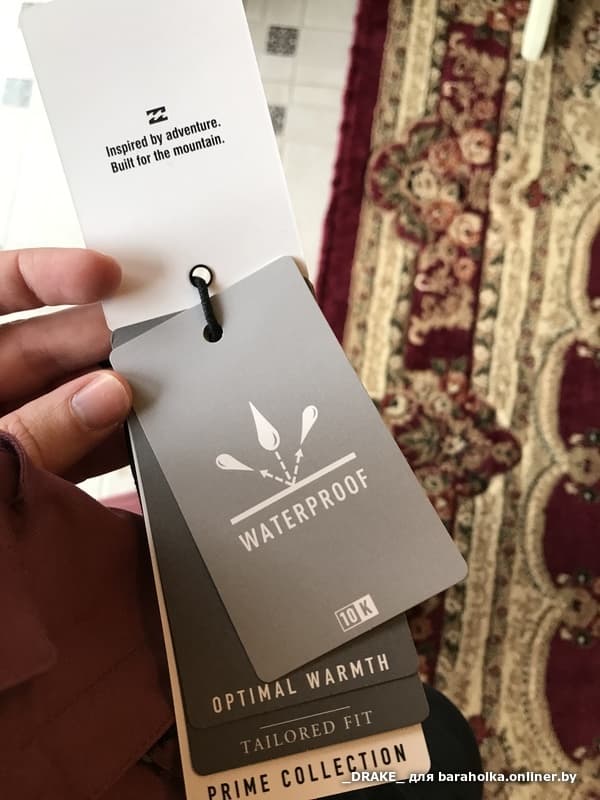 Inspired by adventure.
Built for the mountain.
WATERPROOF
10K
OPTIMAL WARMTH
TAILORED FIT
PRIME COLLECTION
_DRAKE_ для baraholka.onliner.by